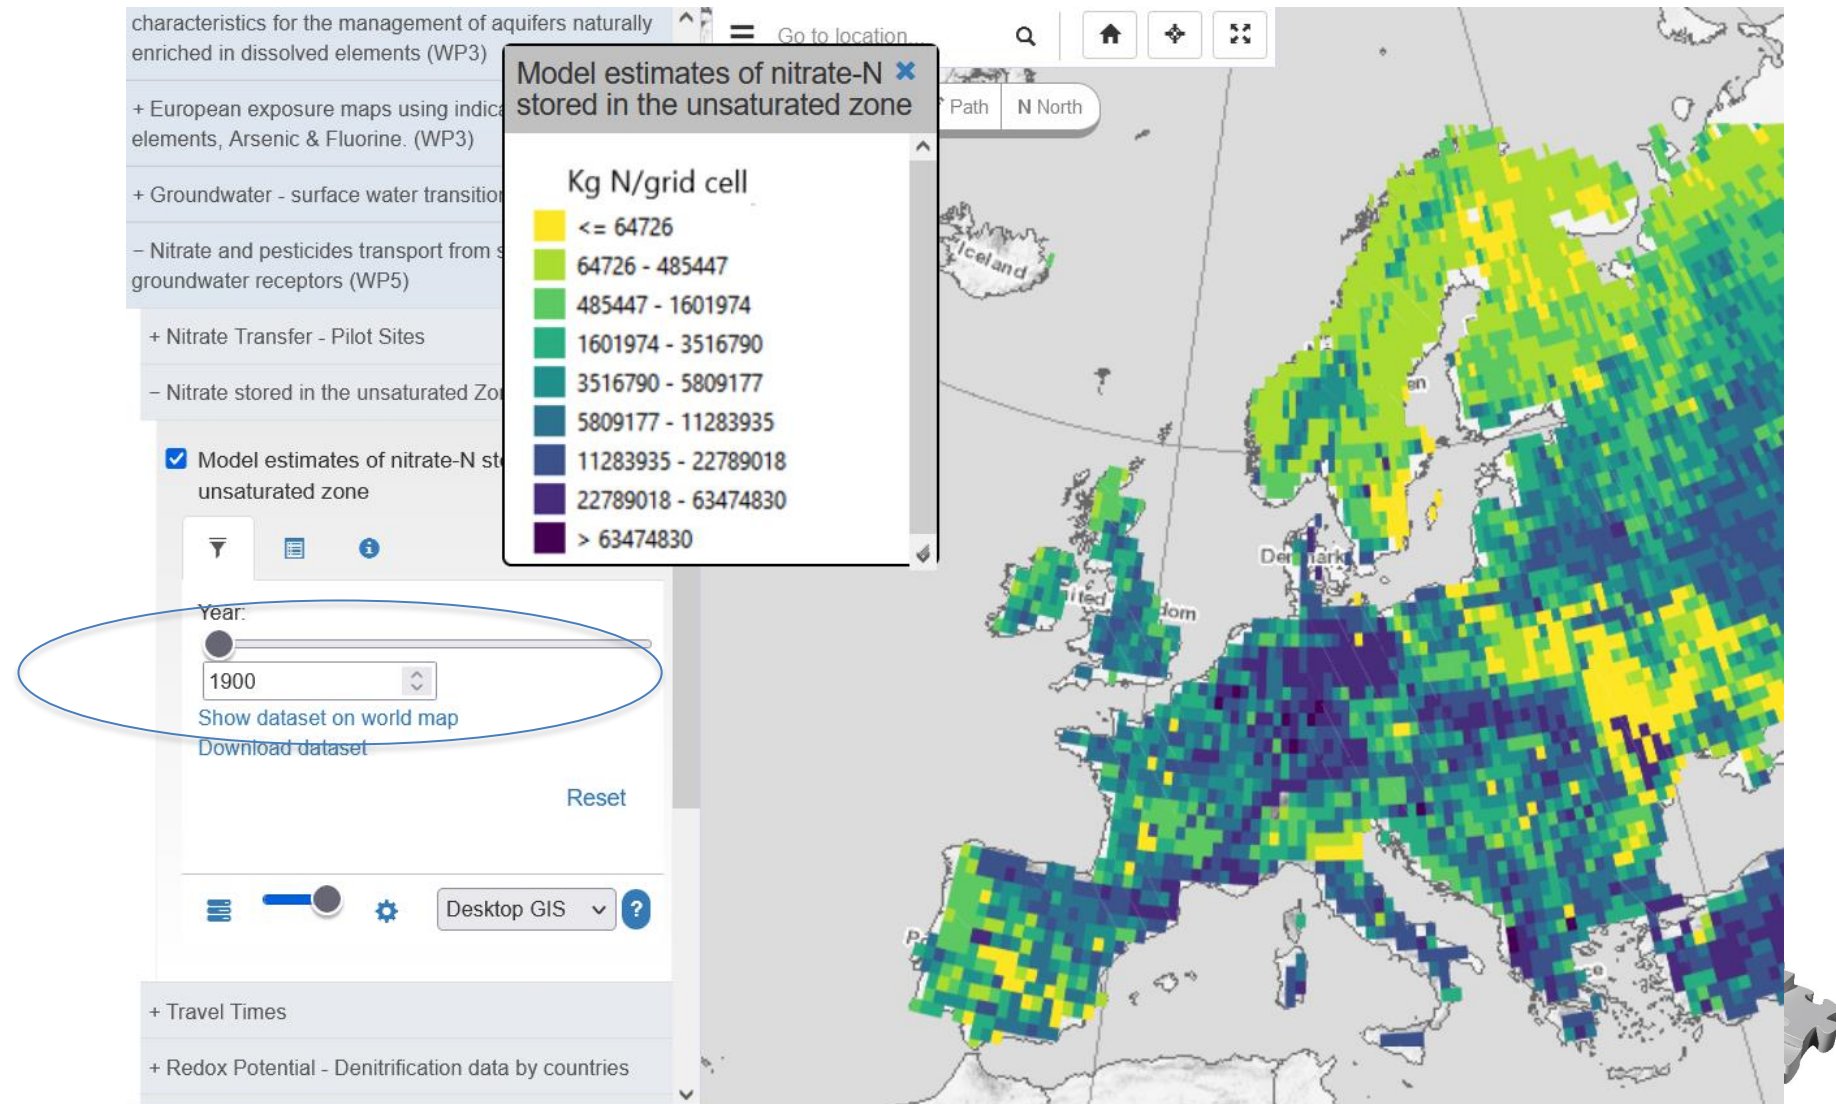 characteristics for the management of aquifers naturally
enriched in dissolved elements (WP3)
+ European exposure maps using indica
elements, Arsenic & Fluorine. (WP3)
+ Groundwater - surface water transition
− Nitrate and pesticides transport from s
groundwater receptors (WP5)
+ Nitrate Transfer - Pilot Sites
− Nitrate stored in the unsaturated Zo
Model estimates of nitrate-N sto
unsaturated zone
Year:
1900
Show dataset on world map
Download dataset
Reset
Desktop GIS
?
+ Travel Times
+ Redox Potential - Denitrification data by countries
Model estimates of nitrate-N
stored in the unsaturated zone
Kg N/grid cell
<= 64726
64726 - 485447
485447 - 1601974
1601974 - 3516790
3516790 - 5809177
5809177 - 11283935
11283935 - 22789018
22789018 - 63474830
> 63474830
Go to location...
Path
N North
Iceland
en
Denmark
ited
dom